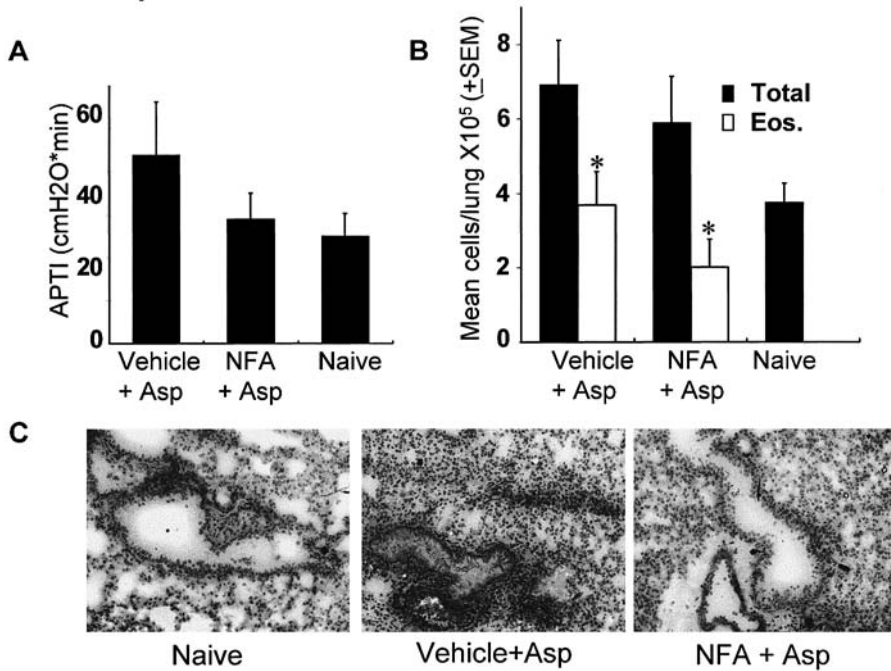 A
APTI (cmH2O*min)
60
40
20
0
Vehicle + Asp
NFA + Asp
Naive
B
Mean cells/lung X10⁵ (±SEM)
8
6
4
2
0
Total
Eos.
*
*
Vehicle + Asp
NFA + Asp
Naive
C
Naive
Vehicle+Asp
NFA + Asp